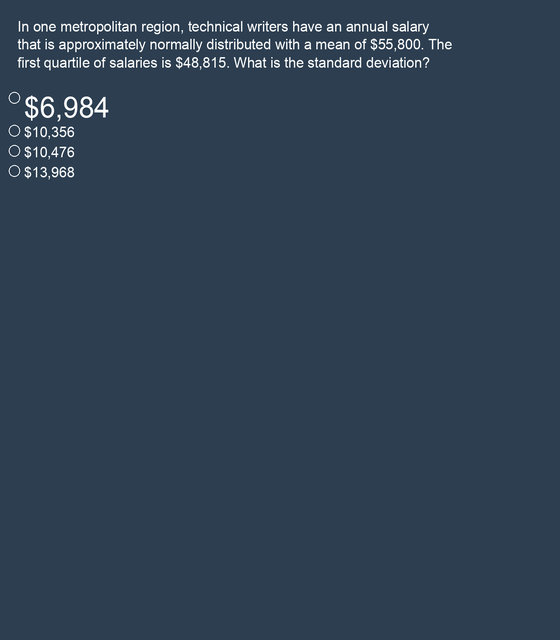 In one metropolitan region, technical writers have an annual salary
that is approximately normally distributed with a mean of $55,800. The
first quartile of salaries is $48,815. What is the standard deviation?
$6,984
$10,356
$10,476
$13,968